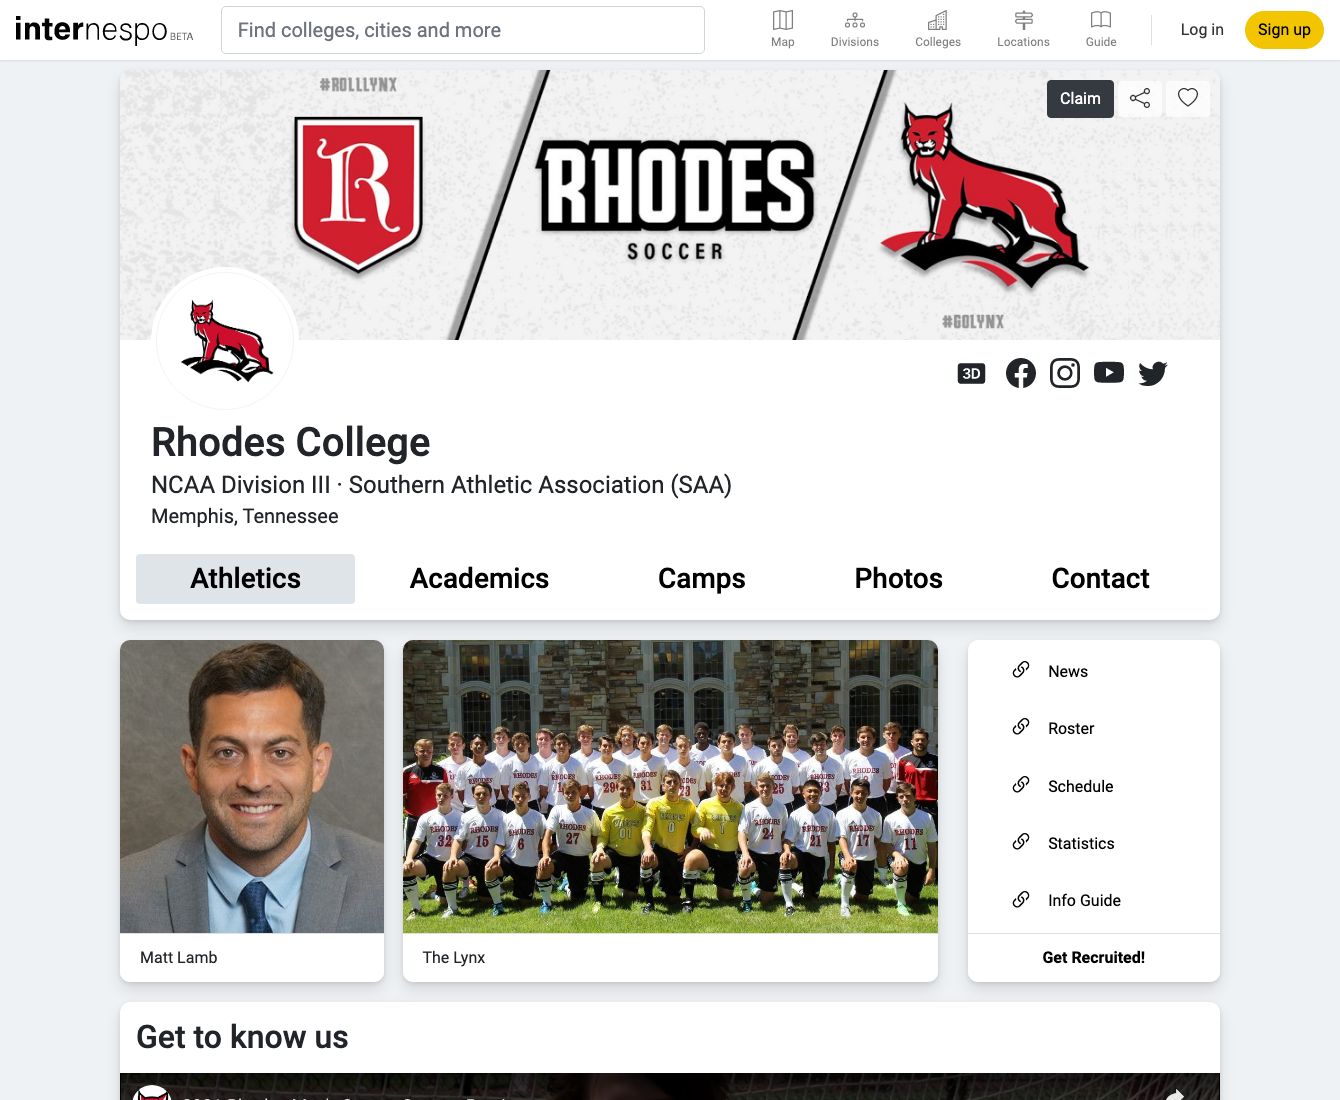 internespo BETA
Find colleges, cities and more
Map
Divisions
Colleges
Locations
Guide
Log in
Sign up
#ROLLLYNX
Claim
R
RHODES
SOCCER
#GOLYNX
3D
Rhodes College
NCAA Division III · Southern Athletic Association (SAA)
Memphis, Tennessee
Athletics
Academics
Camps
Photos
Contact
News
Roster
Schedule
Statistics
Info Guide
Get Recruited!
Matt Lamb
The Lynx
Get to know us